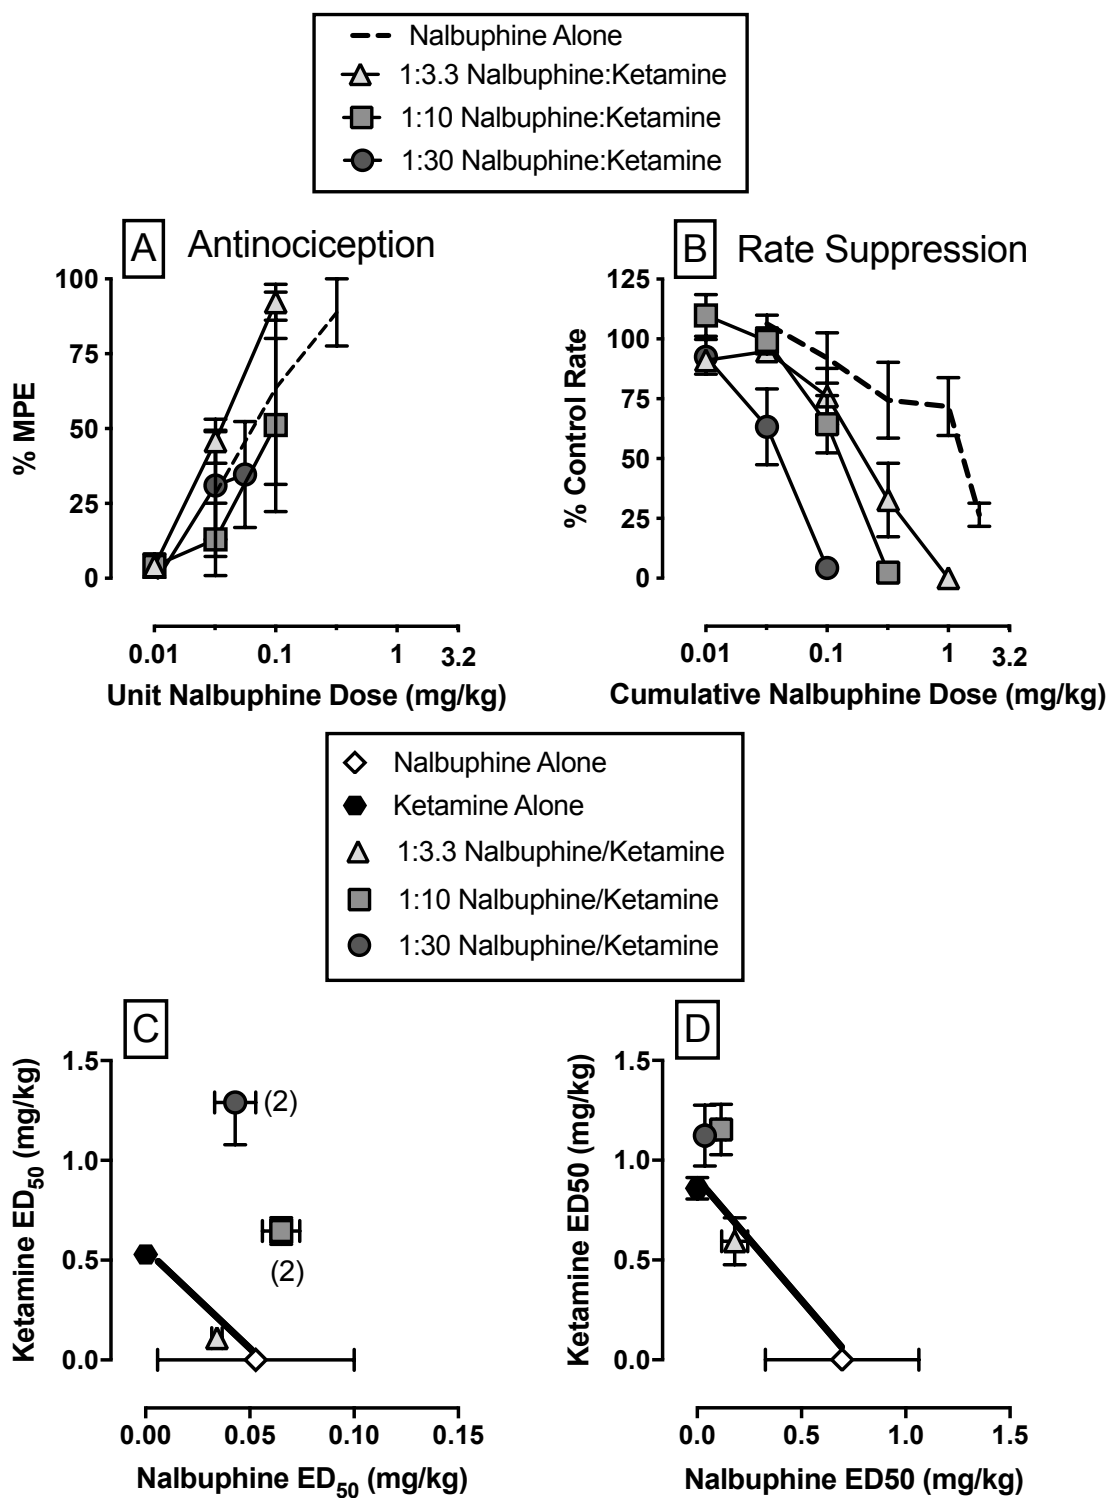 Nalbuphine Alone
1:3.3 Nalbuphine:Ketamine
1:10 Nalbuphine:Ketamine
1:30 Nalbuphine:Ketamine
A Antinociception
B Rate Suppression
100
75
50
25
0
% MPE
0.01 0.1 1 3.2
Unit Nalbuphine Dose (mg/kg)
125
100
75
50
25
0
% Control Rate
0.01 0.1 1 3.2
Cumulative Nalbuphine Dose (mg/kg)
Nalbuphine Alone
Ketamine Alone
1:3.3 Nalbuphine/Ketamine
1:10 Nalbuphine/Ketamine
1:30 Nalbuphine/Ketamine
C
1.5
1.0
0.5
0.0
Ketamine ED50 (mg/kg)
(2)
(2)
0.00 0.05 0.10 0.15
Nalbuphine ED50 (mg/kg)
D
1.5
1.0
0.5
0.0
Ketamine ED50 (mg/kg)
0.0 0.5 1.0 1.5
Nalbuphine ED50 (mg/kg)